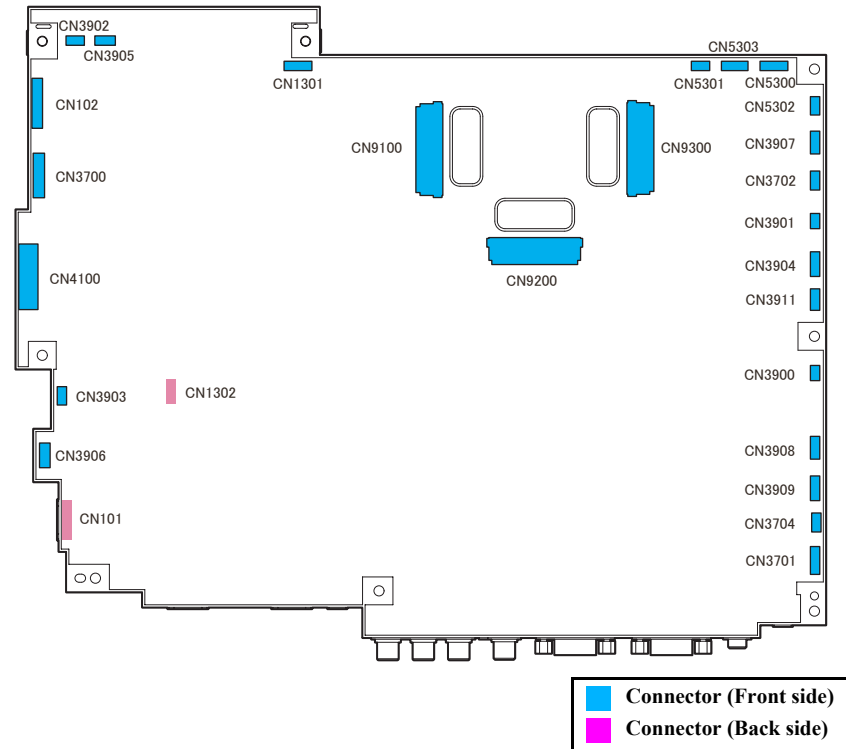 CN3902
CN3905
CN1301
CN5303
CN5301
CN5300
CN102
CN5302
CN9100
CN9300
CN3907
CN3700
CN3702
CN3901
CN3904
CN4100
CN9200
CN3911
CN3900
CN3903
CN1302
CN3906
CN3908
CN3909
CN101
CN3704
CN3701
Connector (Front side)
Connector (Back side)